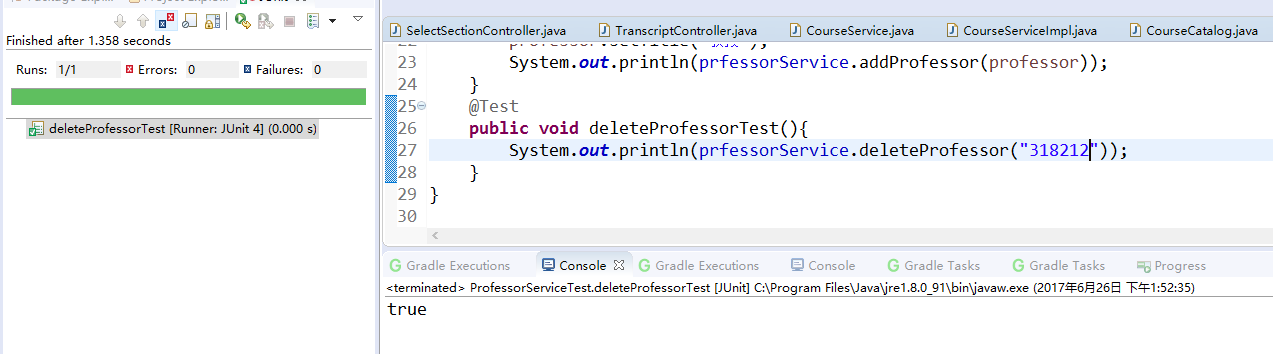 Finished after 1.358 seconds
Runs: 1/1 Errors: 0 Failures: 0
deleteProfessorTest [Runner: JUnit 4] (0.000 s)
SelectSectionController.java TranscriptController.java CourseService.java CourseServiceImpl.java CourseCatalog.java
23 System.out.println(prfessorService.addProfessor(professor));
24 }
25 @Test
26 public void deleteProfessorTest(){
27 System.out.println(prfessorService.deleteProfessor("318212"));
28 }
29 }
30
Gradle Executions Console Gradle Executions Console Gradle Tasks Gradle Tasks Progress
<terminated> ProfessorServiceTest.deleteProfessorTest [JUnit] C:\Program Files\Java\jre1.8.0_91\bin\javaw.exe (2017年6月26日 下午1:52:35)
true